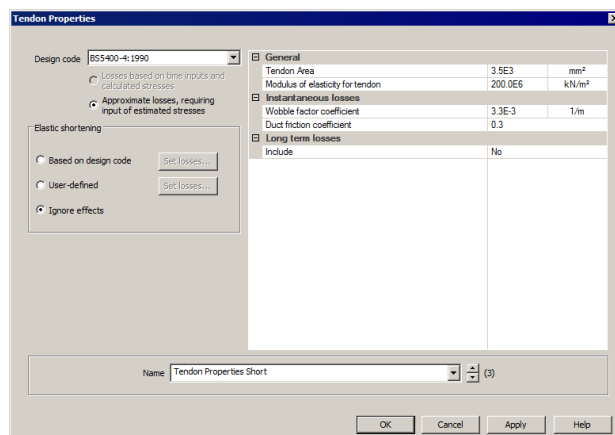 Tendon Properties
Design code BS5400-4:1990
Losses based on time inputs and
calculated stresses
Approximate losses, requiring
input of estimated stresses
Elastic shortening
Based on design code Set losses...
User-defined Set losses...
Ignore effects
General
Tendon Area 3.5E3 mm²
Modulus of elasticity for tendon 200.0E6 kN/m²
Instantaneous losses
Wobble factor coefficient 3.3E-3 1/m
Duct friction coefficient 0.3
Long term losses
Include No
Name Tendon Properties Short (3)
OK Cancel Apply Help